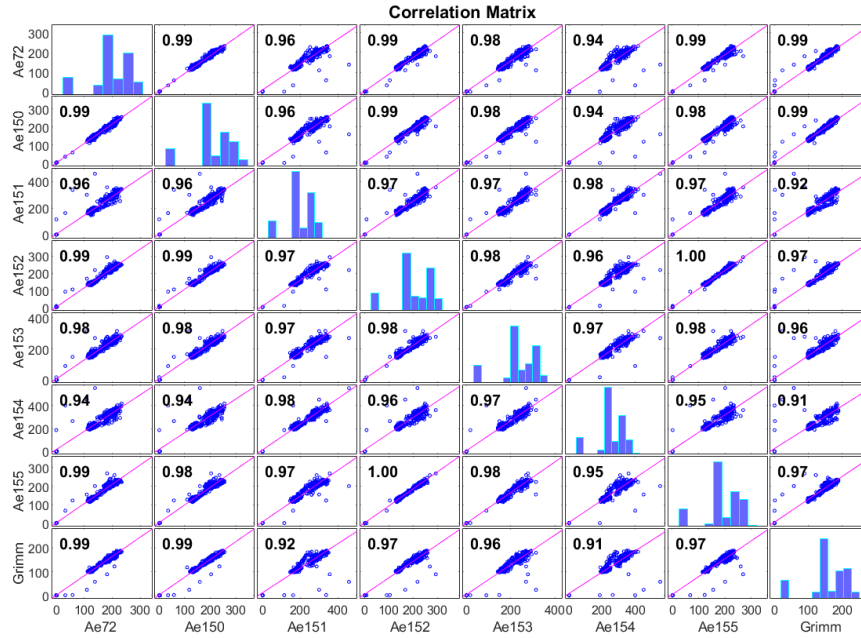 Correlation Matrix
Ae72 300 200 100 0 0.99 0.96 0.99 0.98 0.94 0.99 0.99
Ae150 300 200 100 0 0.99 0.96 0.99 0.98 0.94 0.98 0.99
Ae151 400 200 0 0.96 0.96 0.97 0.97 0.98 0.97 0.92
Ae152 300 200 100 0 0.99 0.99 0.97 0.98 0.96 1.00 0.97
Ae153 400 200 0 0.98 0.98 0.97 0.98 0.97 0.98 0.96
Ae154 400 200 0 0.94 0.94 0.98 0.96 0.97 0.95 0.91
Ae155 300 200 100 0 0.99 0.98 0.97 1.00 0.98 0.95 0.97
Grimm 200 100 0 0.99 0.99 0.92 0.97 0.96 0.91 0.97
0 100 200 300 0 200 0 200 400 0 100 200 300 0 200 400 0 200 400 0 100 200 300 0 100 200
Ae72 Ae150 Ae151 Ae152 Ae153 Ae154 Ae155 Grimm